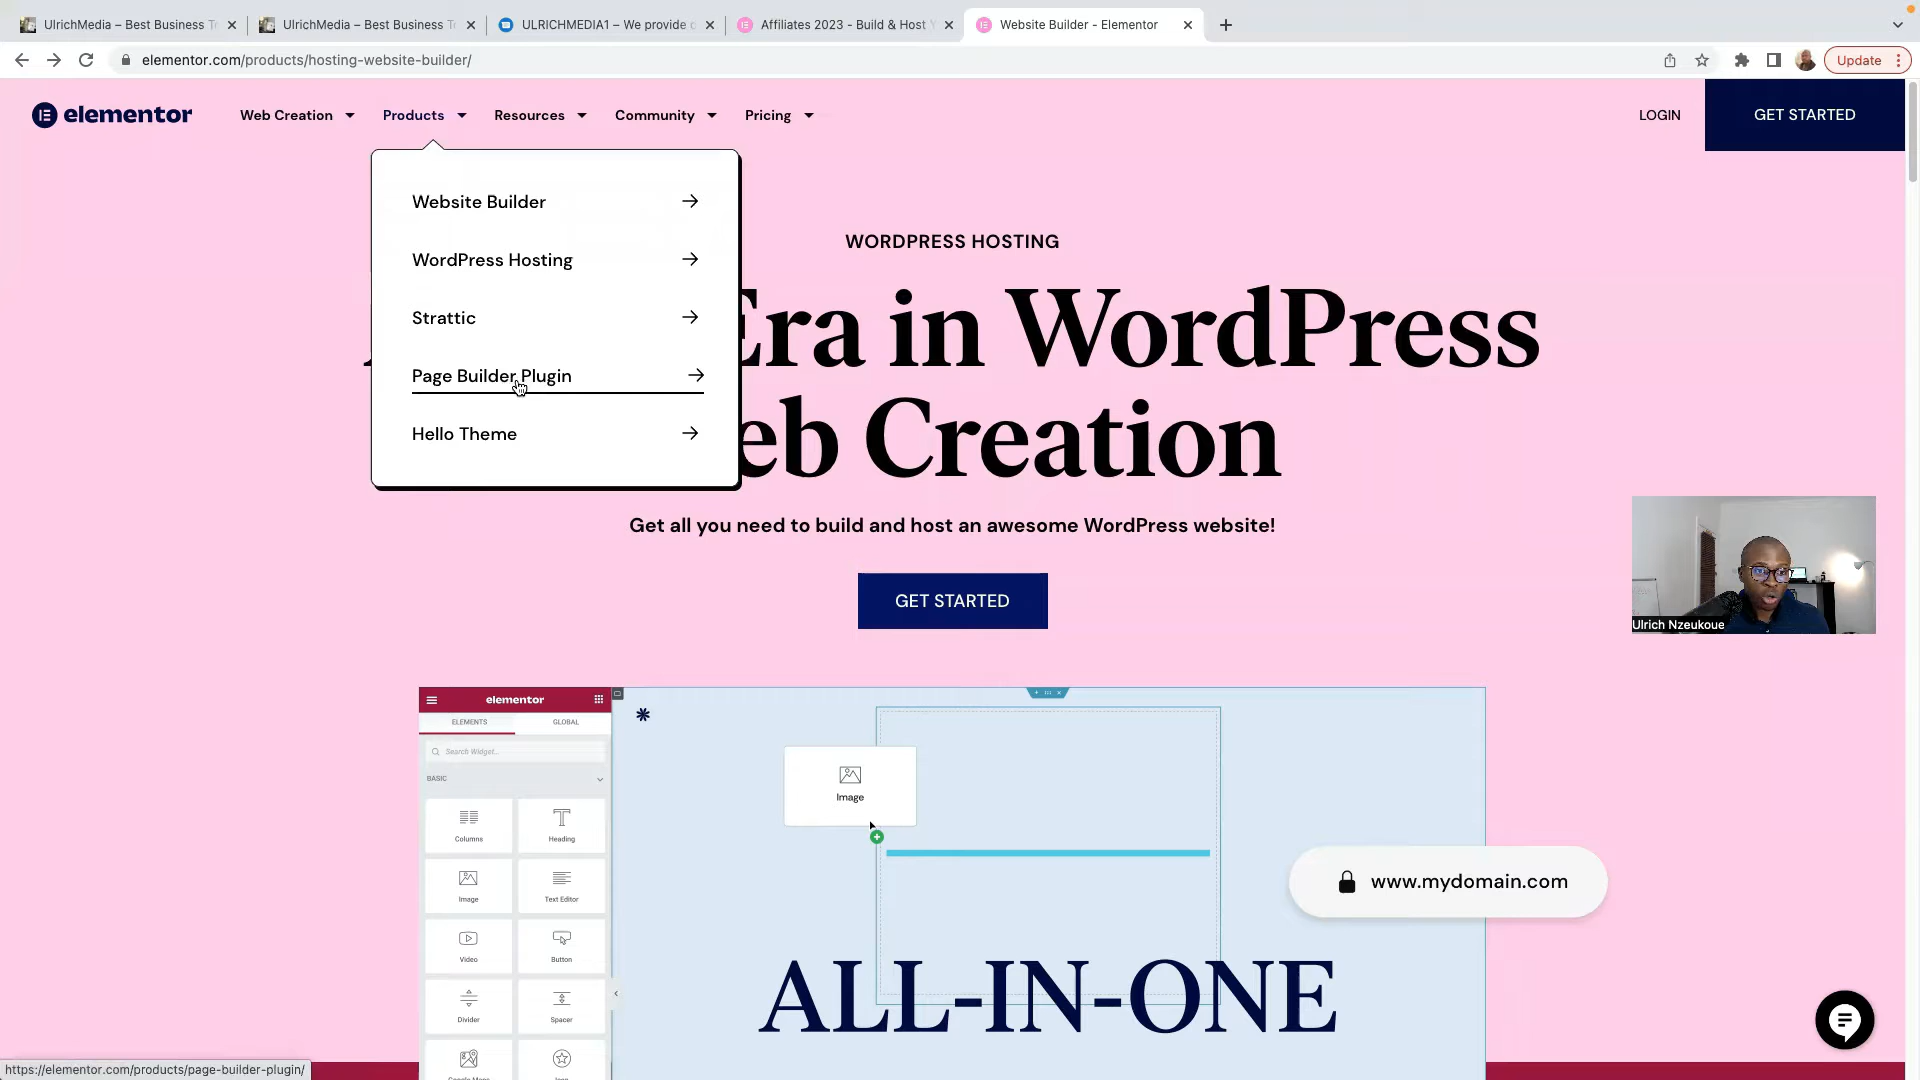 UlrichMedia – Best Business T
UlrichMedia – Best Business T
ULRICHMEDIA1 – We provide
Affiliates 2023 - Build & Host
Website Builder - Elementor
elementor.com/products/hosting-website-builder/
Update
elementor
Web Creation
Products
Resources
Community
Pricing
LOGIN
GET STARTED
Website Builder
WordPress Hosting
Strattic
Page Builder Plugin
Hello Theme
WORDPRESS HOSTING
Era in WordPress
eb Creation
Get all you need to build and host an awesome WordPress website!
GET STARTED
Ulrich Nzeukoue
elementor
ELEMENTS
GLOBAL
Search Widget...
BASIC
Columns
Heading
Image
Text Editor
Video
Button
Divider
Spacer
Image
www.mydomain.com
ALL-IN-ONE
https://elementor.com/products/page-builder-plugin/